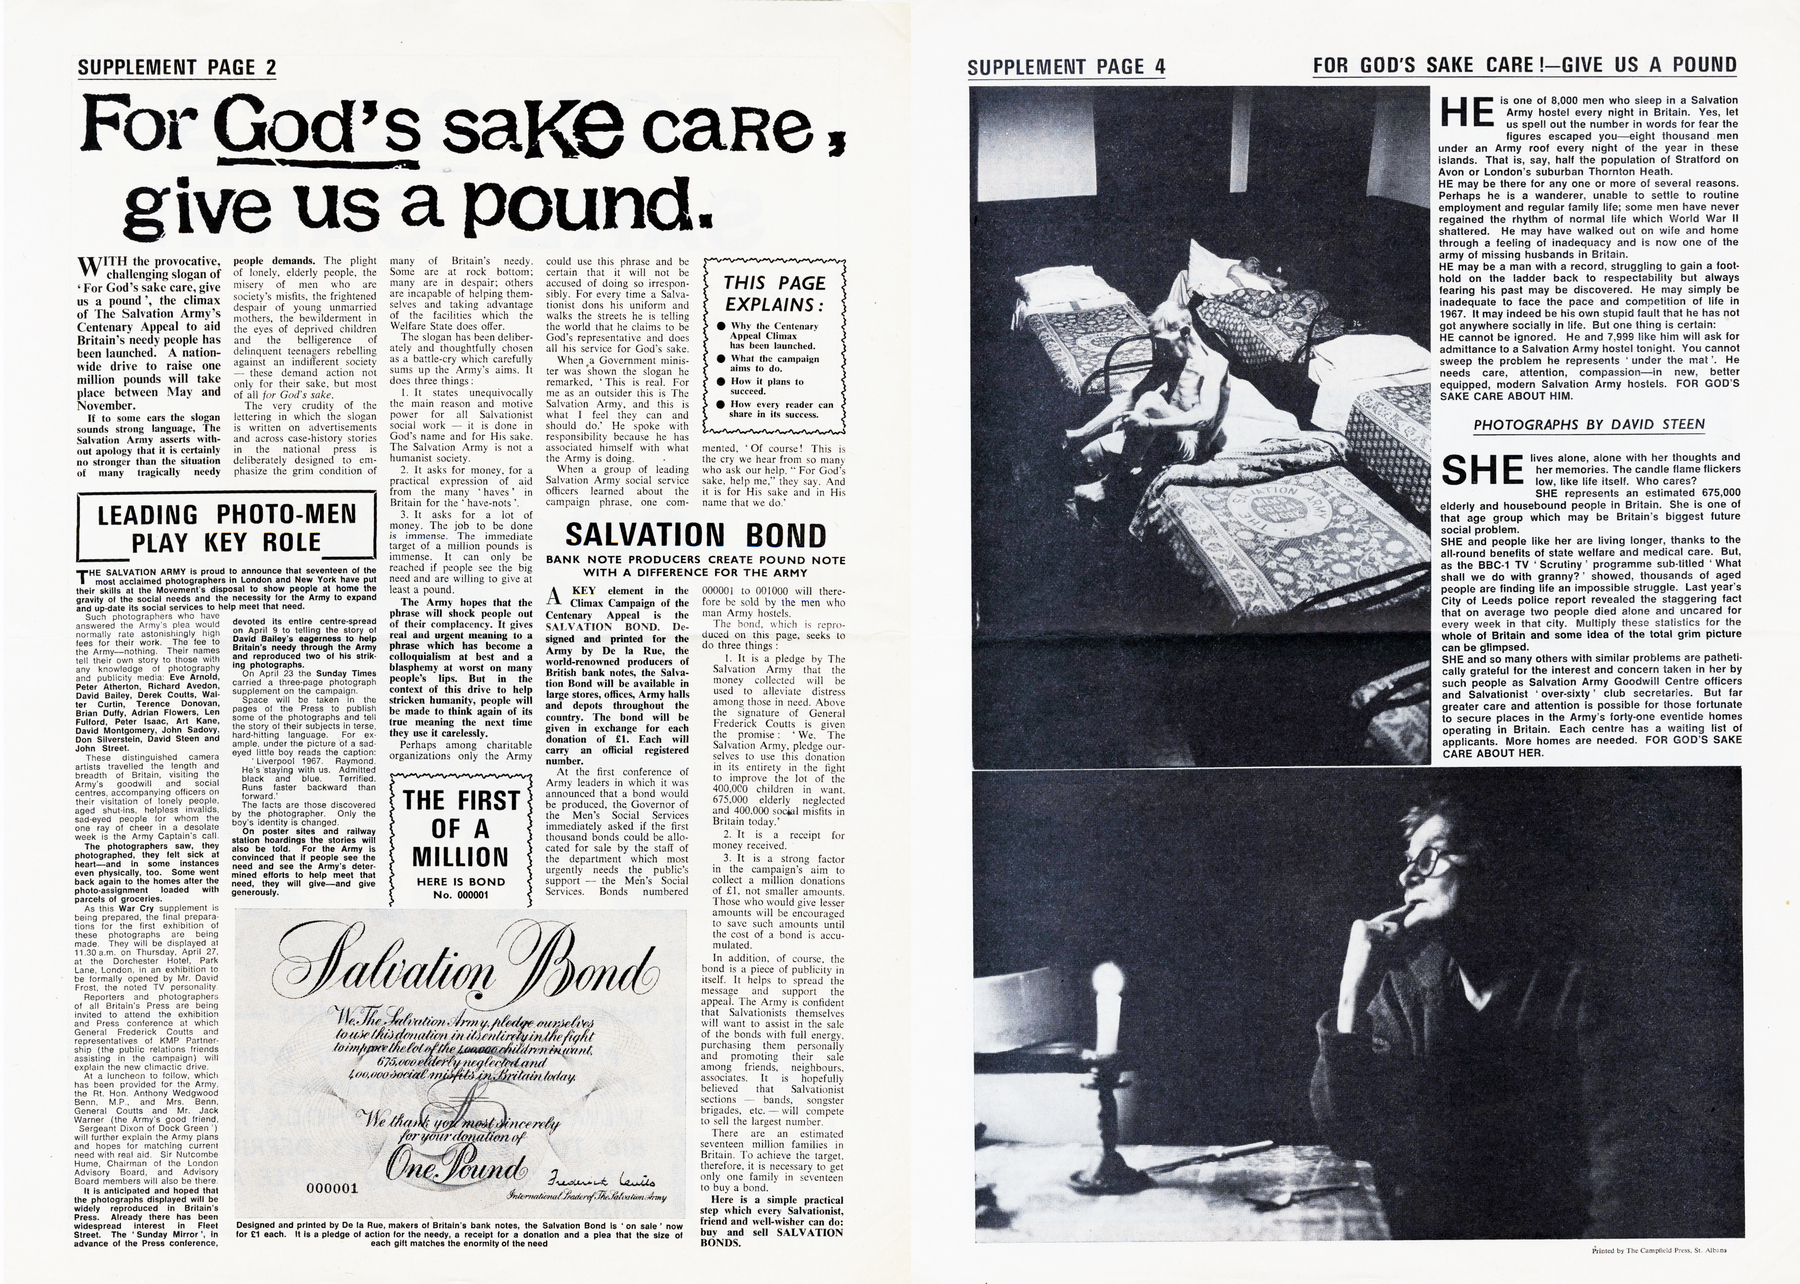 SUPPLEMENT PAGE 2
For God's sake care,
give us a pound.
WITH the provocative,
challenging slogan of
‘ For God's sake care, give
us a pound ’, the climax
of The Salvation Army's
Centenary Appeal to aid
Britain's needy people has
been launched. A nation-
wide drive to raise one
million pounds will take
place between May and
November.
If to some ears the slogan
sounds strong language, The
Salvation Army asserts with-
out apology that it is certainly
no stronger than the situation
of many tragically needy
people demands. The plight
of lonely, elderly people, the
misery of men who are
society's misfits, the frightened
despair of young unmarried
mothers, the bewilderment in
the eyes of deprived children
and the belligerence of
delinquent teenagers rebelling
against an indifferent society
— these demand action not
only for their sake, but most
of all for God's sake.
The very crudity of the
lettering in which the slogan
is written on advertisements
and across case-history stories
in the national press is
deliberately designed to em-
phasize the grim condition of
many of Britain's needy.
Some are at rock bottom;
many are in despair; others
are incapable of helping them-
selves and taking advantage
of the facilities which the
Welfare State does offer.
The slogan has been deliber-
ately and thoughtfully chosen
as a battle-cry which carefully
sums up the Army's aims. It
does three things:
1. It states unequivocally
the main reason and motive
power for all Salvationist
social work — it is done in
God's name and for His sake.
The Salvation Army is not a
humanist society.
2. It asks for money, for a
practical expression of aid
from the many ‘ haves ’ in
Britain for the ‘ have-nots ’.
3. It asks for a lot of
money. The job to be done
is immense. The immediate
target of a million pounds is
immense. It can only be
reached if people see the big
need and are willing to give at
least a pound.
The Army hopes that the
phrase will shock people out
of their complacency. It gives
real and urgent meaning to a
phrase which has become a
colloquialism at best and a
blasphemy at worst on many
people's lips. But in the
context of this drive to help
stricken humanity, people will
be made to think again of its
true meaning the next time
they use it carelessly.
Perhaps among charitable
organizations only the Army
could use this phrase and be
certain that it will not be
accused of doing so irrespon-
sibly. For every time a Salva-
tionist dons his uniform and
walks the streets he is telling
the world that he claims to be
God's representative and does
all his service for God's sake.
When a Government minis-
ter was shown the slogan he
remarked, ‘ This is real. For
me as an outsider this is The
Salvation Army, and this is
what I feel they can and
should do.’ He spoke with
responsibility because he has
associated himself with what
the Army is doing.
When a group of leading
Salvation Army social service
officers learned about the
campaign phrase, one com-
THIS PAGE
EXPLAINS :
● Why the Centenary
Appeal Climax
has been launched.
● What the campaign
aims to do.
● How it plans to
succeed.
● How every reader can
share in its success.
mented, ‘ Of course! This is
the cry we hear from so many
who ask our help. “ For God's
sake, help me,” they say. And
it is for His sake and in His
name that we do.’
LEADING PHOTO-MEN
PLAY KEY ROLE
THE SALVATION ARMY is proud to announce that seventeen of the
most acclaimed photographers in London and New York have put
their skills at the Movement's disposal to show people at home the
gravity of the social needs and the necessity for the Army to expand
and up-date its social services to help meet that need.
Such photographers who have
answered the Army's plea would
normally rate astonishingly high
fees for their work. The fee to
the Army—nothing. Their names
tell their own story to those with
any knowledge of photography
and publicity media: Eve Arnold,
Peter Atherton, Richard Avedon,
David Bailey, Derek Coutts, Wal-
ter Curtin, Terence Donovan,
Brian Duffy, Adrian Flowers, Len
Fulford, Peter Isaac, Art Kane,
David Montgomery, John Sadovy,
Don Silverstein, David Steen and
John Street.
These distinguished camera
artists travelled the length and
breadth of Britain, visiting the
Army's goodwill and social
centres, accompanying officers on
their visitation of lonely people,
aged shut-ins, helpless invalids,
sad-eyed people for whom the
one ray of cheer in a desolate
week is the Army Captain's call.
The photographers saw, they
photographed, they felt sick at
heart—and in some instances
even physically, too. Some went
back again to the homes after the
photo-assignment loaded with
parcels of groceries.
As this War Cry supplement is
being prepared, the final prepara-
tions for the first exhibition of
these photographs are being
made. They will be displayed at
11.30 a.m. on Thursday, April 27,
at the Dorchester Hotel, Park
Lane, London, in an exhibition to
be formally opened by Mr. David
Frost, the noted TV personality.
Reporters and photographers
of all Britain's Press are being
invited to attend the exhibition
and Press conference at which
General Frederick Coutts and
representatives of KMP Partner-
ship (the public relations friends
assisting in the campaign) will
explain the new climactic drive.
At a luncheon to follow, which
has been provided for the Army,
the Rt. Hon. Anthony Wedgwood
Benn, M.P., and Mrs. Benn,
General Coutts and Mr. Jack
Warner (the Army's good friend,
‘ Sergeant Dixon of Dock Green ’)
will further explain the Army plans
and hopes for matching current
need with real aid. Sir Nutcombe
Hume, Chairman of the London
Advisory Board, and Advisory
Board members will also be there.
It is anticipated and hoped that
the photographs displayed will be
widely reproduced in Britain's
Press. Already there has been
widespread interest in Fleet
Street. The ‘ Sunday Mirror ’, in
advance of the Press conference,
devoted its entire centre-spread
on April 9 to telling the story of
David Bailey's eagerness to help
Britain's needy through the Army
and reproduced two of his strik-
ing photographs.
On April 23 the Sunday Times
carried a three-page photograph
supplement on the campaign.
Space will be taken in the
pages of the Press to publish
some of the photographs and tell
the story of their subjects in terse,
hard-hitting language. For ex-
ample, under the picture of a sad-
eyed little boy reads the caption:
‘ Liverpool 1967. Raymond.
He's staying with us. Admitted
black and blue. Terrified.
Runs faster backward than
forward.’
The facts are those discovered
by the photographer. Only the
boy's identity is changed.
On poster sites and railway
station hoardings the stories will
also be told. For the Army is
convinced that if people see the
need and see the Army's deter-
mined efforts to help meet that
need, they will give—and give
generously.
THE FIRST
OF A
MILLION
HERE IS BOND
No. 000001
SALVATION BOND
BANK NOTE PRODUCERS CREATE POUND NOTE
WITH A DIFFERENCE FOR THE ARMY
A KEY element in the
Climax Campaign of the
Centenary Appeal is the
SALVATION BOND. De-
signed and printed for the
Army by De la Rue, the
world-renowned producers of
British bank notes, the Salva-
tion Bond will be available in
large stores, offices, Army halls
and depots throughout the
country. The bond will be
given in exchange for each
donation of £1. Each will
carry an official registered
number.
At the first conference of
Army leaders in which it was
announced that a bond would
be produced, the Governor of
the Men's Social Services
immediately asked if the first
thousand bonds could be allo-
cated for sale by the staff of
the department which most
urgently needs the public's
support — the Men's Social
Services. Bonds numbered
000001 to 001000 will there-
fore be sold by the men who
man Army hostels.
The bond, which is repro-
duced on this page, seeks to
do three things :
1. It is a pledge by The
Salvation Army that the
money collected will be
used to alleviate distress
among those in need. Above
the signature of General
Frederick Coutts is given
the promise : ‘ We, The
Salvation Army, pledge our-
selves to use this donation
in its entirety in the fight
to improve the lot of the
400,000 children in want,
675,000 elderly neglected
and 400,000 social misfits in
Britain today.’
2. It is a receipt for
money received.
3. It is a strong factor
in the campaign's aim to
collect a million donations
of £1, not smaller amounts.
Those who would give lesser
amounts will be encouraged
to save such amounts until
the cost of a bond is accu-
mulated.
In addition, of course, the
bond is a piece of publicity in
itself. It helps to spread the
message and support the
appeal. The Army is confident
that Salvationists themselves
will want to assist in the sale
of the bonds with full energy,
purchasing them personally
and promoting their sale
among friends, neighbours,
associates. It is hopefully
believed that Salvationist
sections — bands, songster
brigades, etc. — will compete
to sell the largest number.
There are an estimated
seventeen million families in
Britain. To achieve the target,
therefore, it is necessary to get
only one family in seventeen
to buy a bond.
Here is a simple practical
step which every Salvationist,
friend and well-wisher can do:
buy and sell SALVATION
BONDS.
Salvation Bond
We, The Salvation Army, pledge ourselves
to use this donation in its entirety in the fight
to improve the lot of the 400,000 children in want,
675,000 elderly neglected and
400,000 social misfits in Britain today.
We thank you most sincerely
for your donation of
One Pound
000001
Frederick Coutts
International Leader of The Salvation Army
Designed and printed by De la Rue, makers of Britain's bank notes, the Salvation Bond is ‘ on sale ’ now
for £1 each. It is a pledge of action for the needy, a receipt for a donation and a plea that the size of
each gift matches the enormity of the need
SUPPLEMENT PAGE 4
FOR GOD'S SAKE CARE !—GIVE US A POUND
HE is one of 8,000 men who sleep in a Salvation
Army hostel every night in Britain. Yes, let
us spell out the number in words for fear the
figures escaped you—eight thousand men
under an Army roof every night of the year in these
islands. That is, say, half the population of Stratford on
Avon or London's suburban Thornton Heath.
HE may be there for any one or more of several reasons.
Perhaps he is a wanderer, unable to settle to routine
employment and regular family life; some men have never
regained the rhythm of normal life which World War II
shattered. He may have walked out on wife and home
through a feeling of inadequacy and is now one of the
army of missing husbands in Britain.
HE may be a man with a record, struggling to gain a foot-
hold on the ladder back to respectability but always
fearing his past may be discovered. He may simply be
inadequate to face the pace and competition of life in
1967. It may indeed be his own stupid fault that he has not
got anywhere socially in life. But one thing is certain:
HE cannot be ignored. He and 7,999 like him will ask for
admittance to a Salvation Army hostel tonight. You cannot
sweep the problem he represents ‘ under the mat ’. He
needs care, attention, compassion—in new, better
equipped, modern Salvation Army hostels. FOR GOD'S
SAKE CARE ABOUT HIM.
PHOTOGRAPHS BY DAVID STEEN
SHE lives alone, alone with her thoughts and
her memories. The candle flame flickers
low, like life itself. Who cares?
SHE represents an estimated 675,000
elderly and housebound people in Britain. She is one of
that age group which may be Britain's biggest future
social problem.
SHE and people like her are living longer, thanks to the
all-round benefits of state welfare and medical care. But,
as the BBC-1 TV ‘ Scrutiny ’ programme sub-titled ‘ What
shall we do with granny? ’ showed, thousands of aged
people are finding life an impossible struggle. Last year's
City of Leeds police report revealed the staggering fact
that on average two people died alone and uncared for
every week in that city. Multiply these statistics for the
whole of Britain and some idea of the total grim picture
can be glimpsed.
SHE and so many others with similar problems are patheti-
cally grateful for the interest and concern taken in her by
such people as Salvation Army Goodwill Centre officers
and Salvationist ‘ over-sixty ’ club secretaries. But far
greater care and attention is possible for those fortunate
to secure places in the Army's forty-one eventide homes
operating in Britain. Each centre has a waiting list of
applicants. More homes are needed. FOR GOD'S SAKE
CARE ABOUT HER.
THE SALVATION ARMY
Printed by The Campfield Press, St. Albans